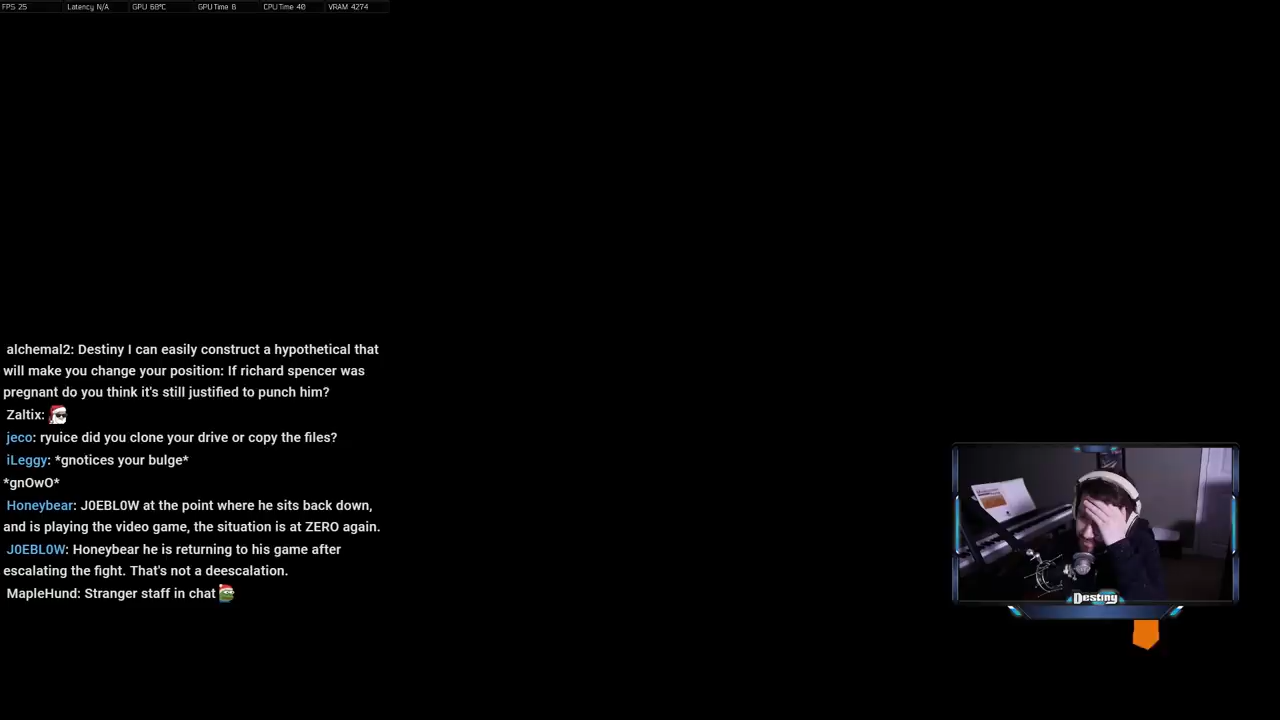 FPS 25 Latency N/A GPU 68°C GPU Time 8 CPU Time 40 VRAM 4274
alchemal2: Destiny I can easily construct a hypothetical that
will make you change your position: If richard spencer was
pregnant do you think it's still justified to punch him?
Zaltix:
jeco: ryuice did you clone your drive or copy the files?
iLeggy: *gnotices your bulge*
*gnOwO*
Honeybear: J0EBL0W at the point where he sits back down,
and is playing the video game, the situation is at ZERO again.
J0EBL0W: Honeybear he is returning to his game after
escalating the fight. That's not a deescalation.
MapleHund: Stranger staff in chat
Destiny